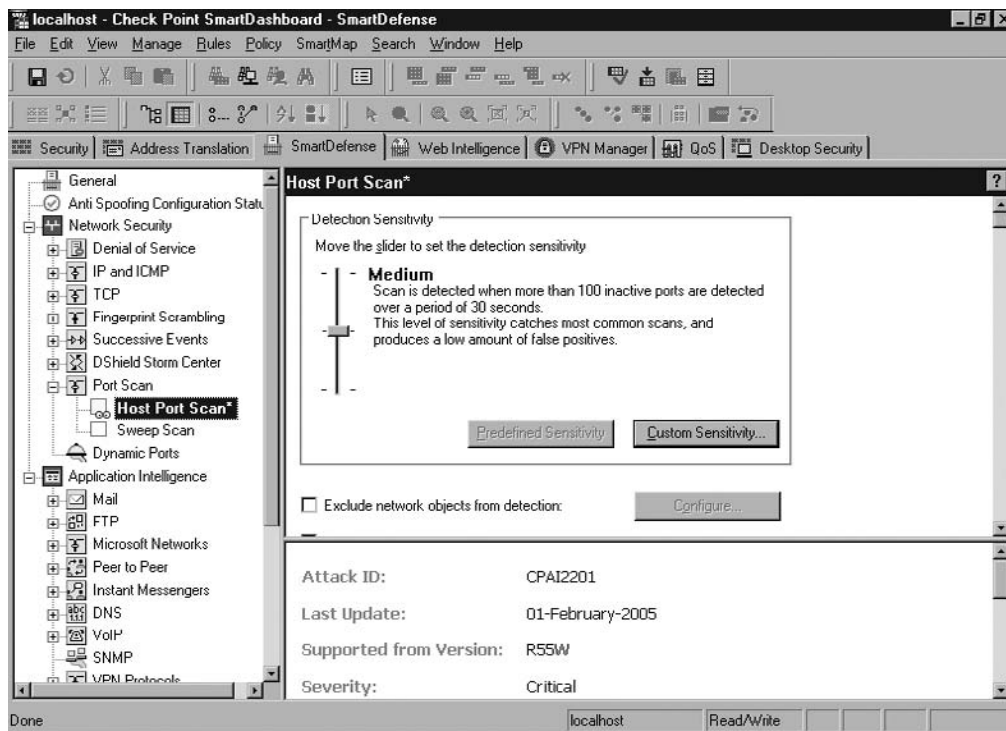 localhost - Check Point SmartDashboard - SmartDefense
File Edit View Manage Rules Policy SmartMap Search Window Help
Security Address Translation SmartDefense Web Intelligence VPN Manager QoS Desktop Security
General
Anti Spoofing Configuration Statu
Network Security
Denial of Service
IP and ICMP
TCP
Fingerprint Scrambling
Successive Events
DShield Storm Center
Port Scan
Host Port Scan*
Sweep Scan
Dynamic Ports
Application Intelligence
Mail
FTP
Microsoft Networks
Peer to Peer
Instant Messengers
DNS
VoIP
SNMP
VPN Protocols
Host Port Scan*
?
Detection Sensitivity
Move the slider to set the detection sensitivity
Medium
Scan is detected when more than 100 inactive ports are detected
over a period of 30 seconds.
This level of sensitivity catches most common scans, and
produces a low amount of false positives.
Predefined Sensitivity Custom Sensitivity...
Exclude network objects from detection: Configure...
Attack ID: CPAI2201
Last Update: 01-February-2005
Supported from Version: R55W
Severity: Critical
Done localhost Read/Write